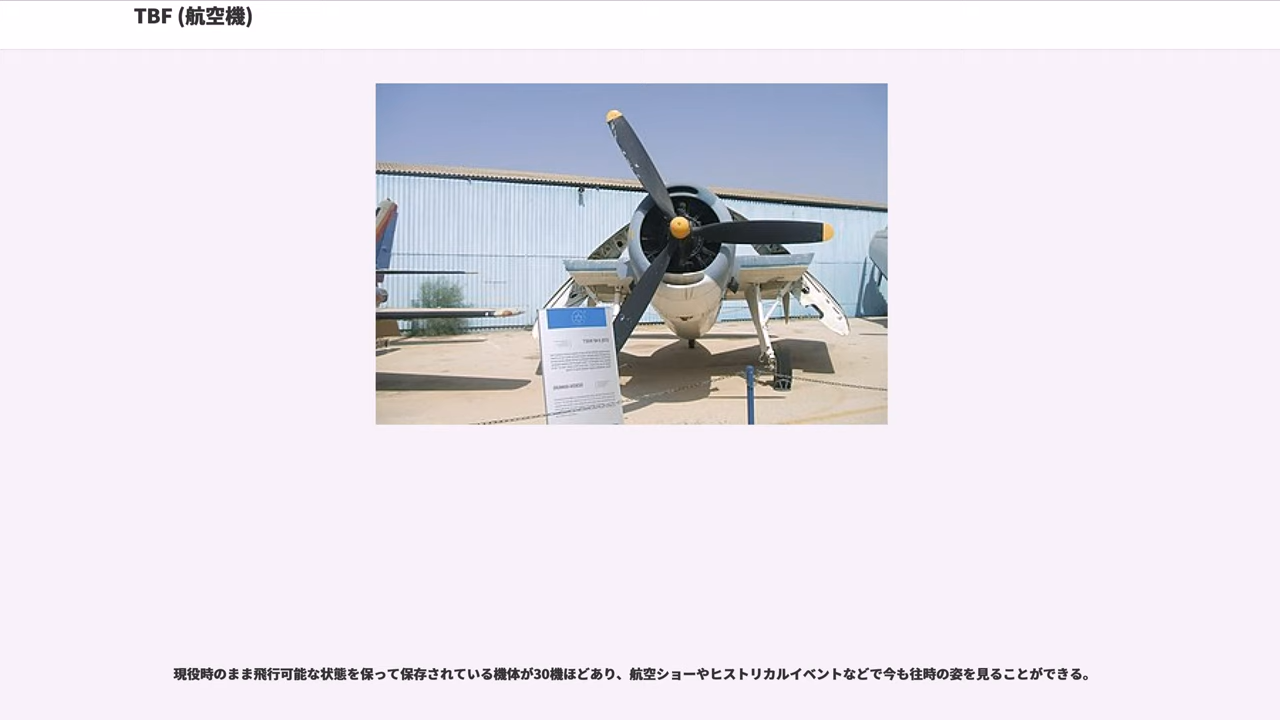 TBF (航空機)
現役時のまま飛行可能な状態を保って保存されている機体が30機ほどあり、航空ショーやヒストリカルイベントなどで今も往時の姿を見ることができる。